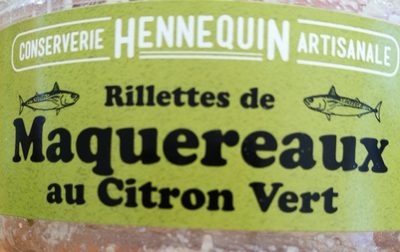 CONSERVERIE HENNEQUIN ARTISANALE
Rillettes de
Maquereaux
au Citron Vert